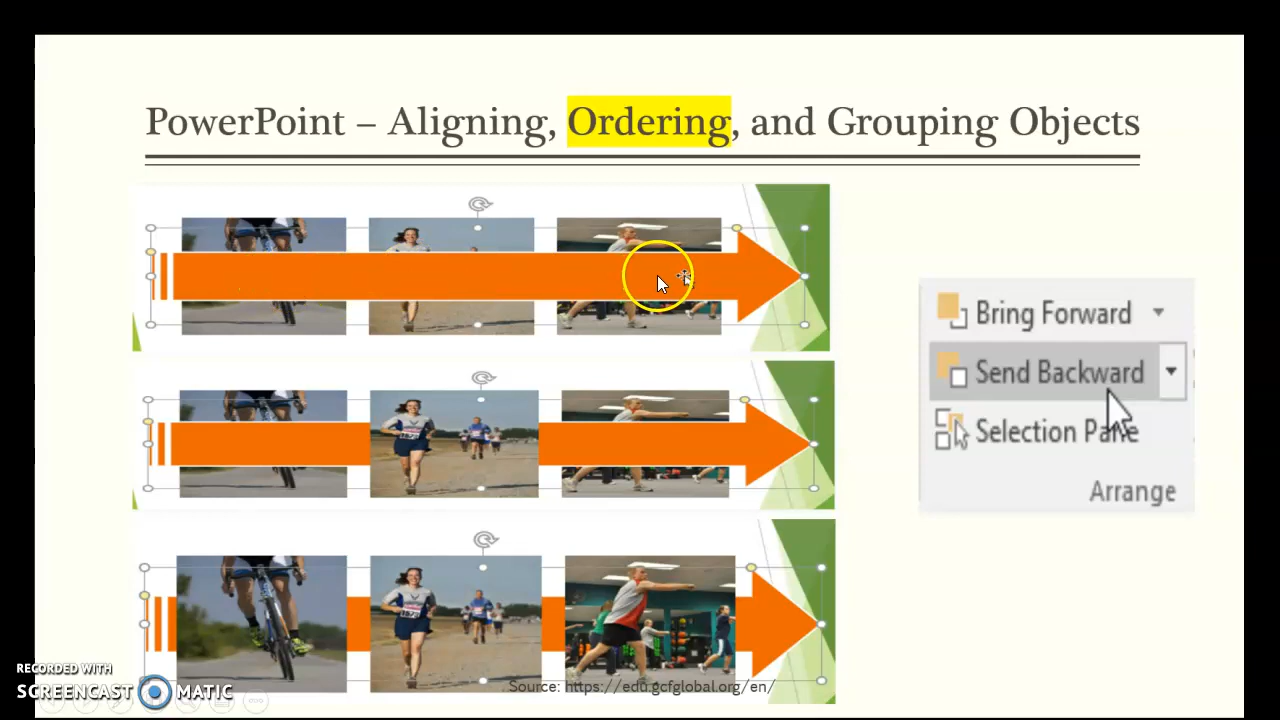 PowerPoint – Aligning, Ordering, and Grouping Objects
Bring Forward
Send Backward
Selection Pane
Arrange
Source: https://edu.gcfglobal.org/en/
RECORDED WITH
SCREENCAST MATIC